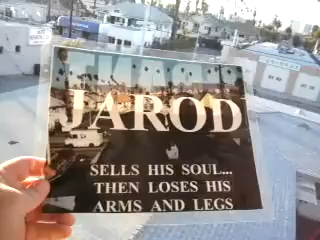 JAROD
SELLS HIS SOUL...
THEN LOSES HIS
ARMS AND LEGS